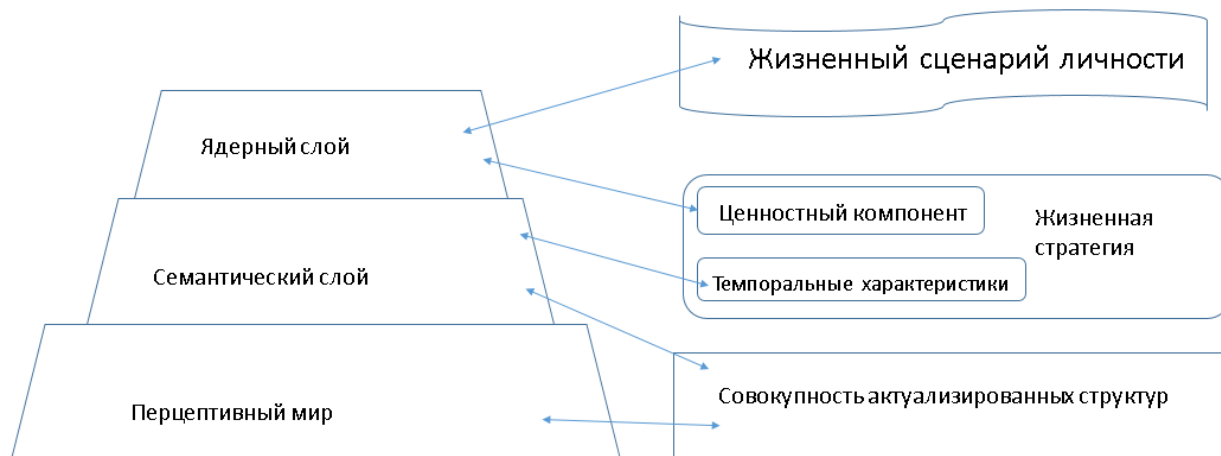 Жизненный сценарий личности
Ядерный слой
Ценностный компонент
Жизненная
стратегия
Семантический слой
Темпоральные характеристики
Перцептивный мир
Совокупность актуализированных структур